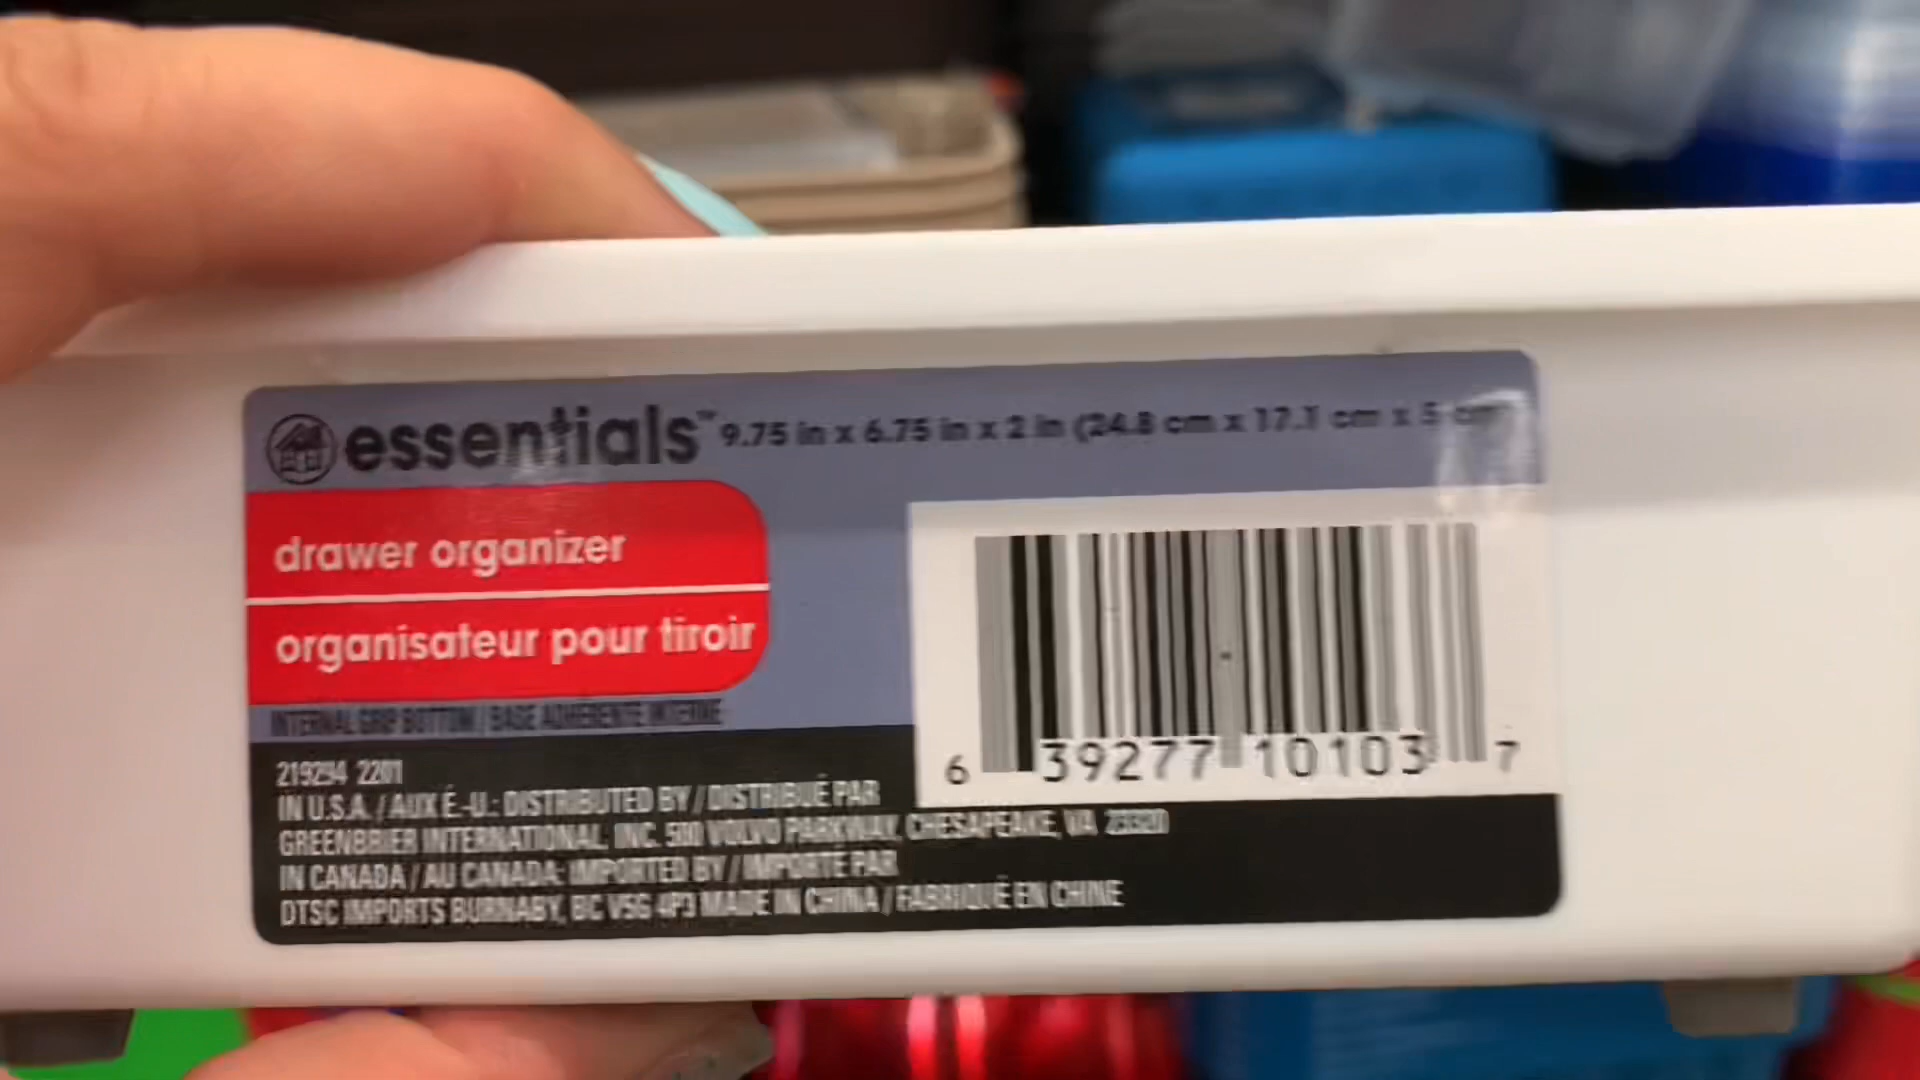 essentials™ 9.75 in x 6.75 in x 2 in (24.8 cm x 17.1 cm x 5 cm)
drawer organizer
organisateur pour tiroir
INTERNAL GRIP BOTTOM / BASE ADHÉRENTE INTERNE
219294 2201
IN U.S.A. / AUX É.-U.: DISTRIBUTED BY / DISTRIBUÉ PAR
GREENBRIER INTERNATIONAL, INC. 500 VOLVO PARKWAY, CHESAPEAKE, VA 23320
IN CANADA / AU CANADA: IMPORTED BY / IMPORTÉ PAR
DTSC IMPORTS BURNABY, BC V5G 4P3 MADE IN CHINA / FABRIQUÉ EN CHINE
6 39277 10103 7